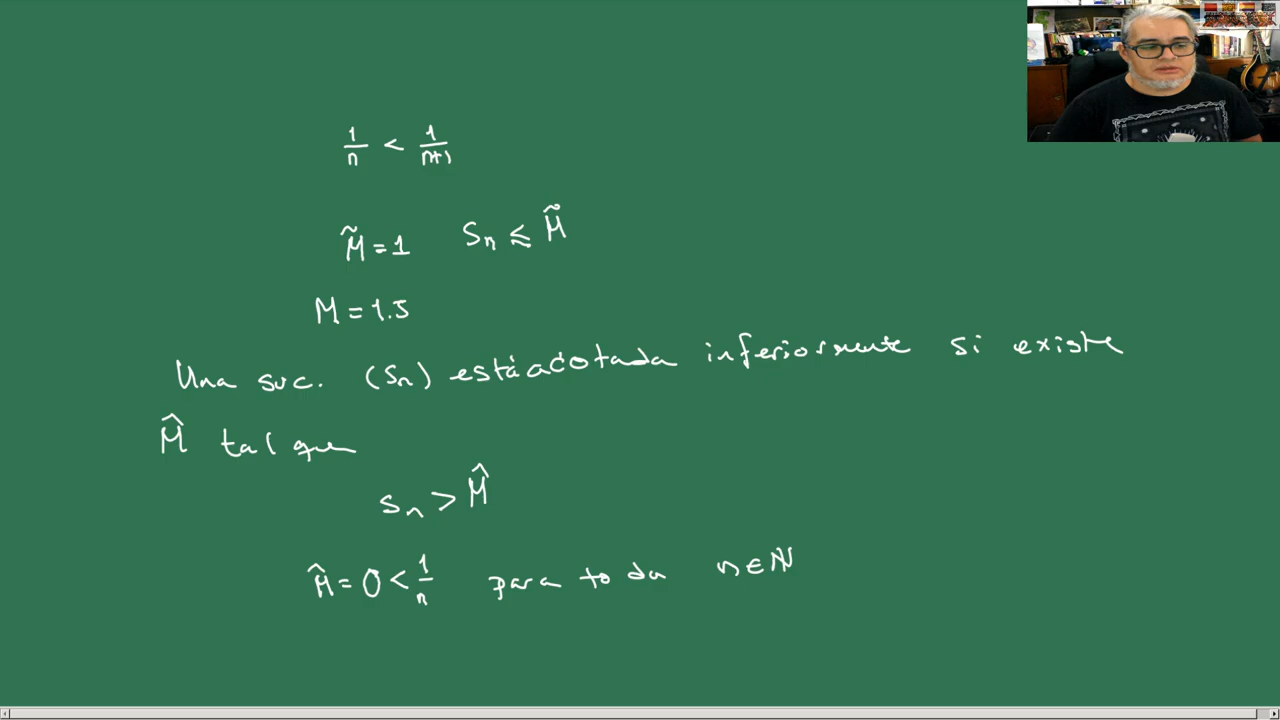 1/n < 1/n+1
M̃ = 1 Sn ⩽ M̃
M = 1.5
Una suc. (Sn) está acotada inferiormente si existe
M̂ tal que
Sn > M̂
M̂ = 0 < 1/n para toda n ∈ ℕ